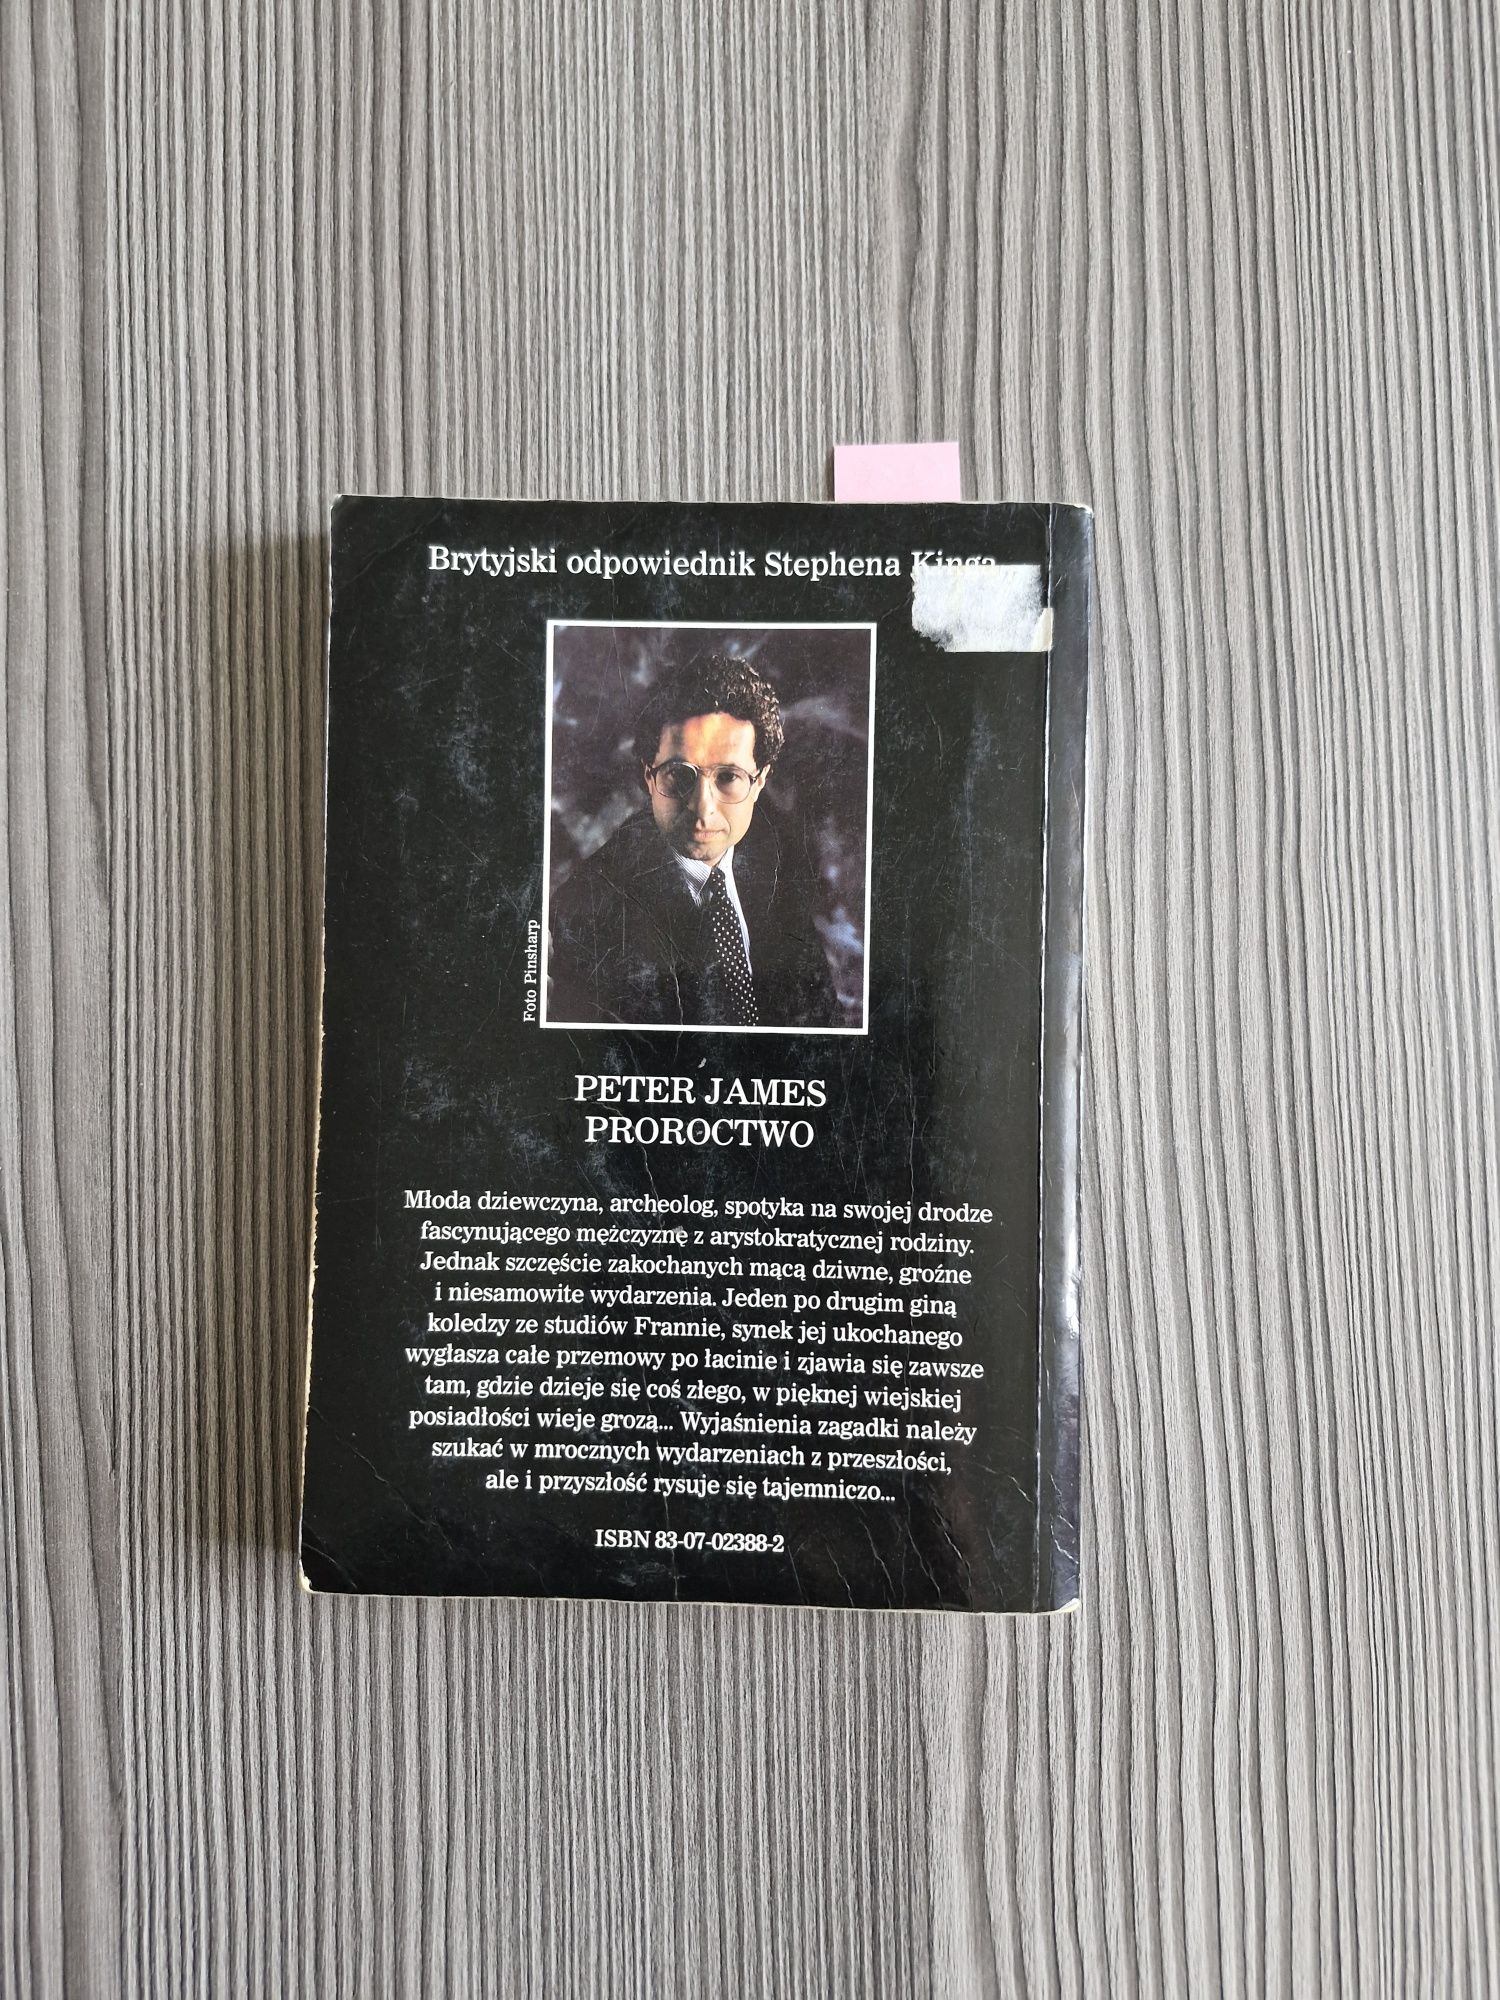 Brytyjski odpowiednik Stephena Kinga
Foto Pinsharp
PETER JAMES
PROROCTWO
Młoda dziewczyna, archeolog, spotyka na swojej drodze
fascynującego mężczyznę z arystokratycznej rodziny.
Jednak szczęście zakochanych mącą dziwne, groźne
i niesamowite wydarzenia. Jeden po drugim giną
koledzy ze studiów Frannie, synek jej ukochanego
wygłasza całe przemowy po łacinie i zjawia się zawsze
tam, gdzie dzieje się coś złego, w pięknej wiejskiej
posiadłości wieje grozą... Wyjaśnienia zagadki należy
szukać w mrocznych wydarzeniach z przeszłości,
ale i przyszłość rysuje się tajemniczo...
ISBN 83-07-02388-2